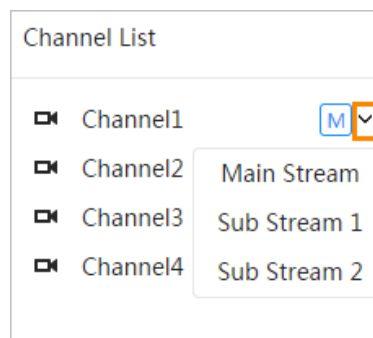 Channel List
Channel1 M
Channel2 Main Stream
Channel3 Sub Stream 1
Channel4 Sub Stream 2